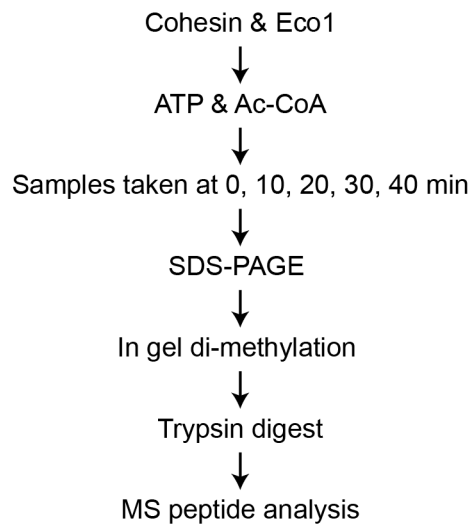 Cohesin & Eco1
ATP & Ac-CoA
Samples taken at 0, 10, 20, 30, 40 min
SDS-PAGE
In gel di-methylation
Trypsin digest
MS peptide analysis